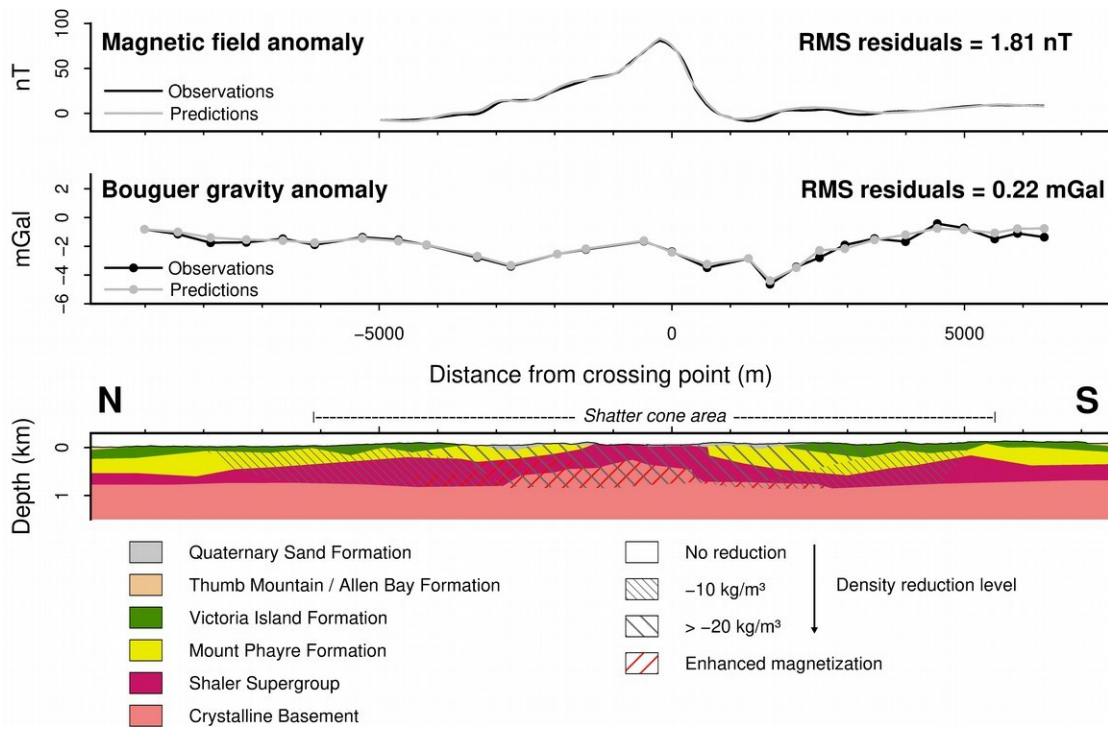 100
Magnetic field anomaly
RMS residuals = 1.81 nT
nT
50
Observations
0
Predictions
2
Bouguer gravity anomaly
RMS residuals = 0.22 mGal
mGal
0
−2
Observations
−4
Predictions
−6
−5000
0
5000
Distance from crossing point (m)
N
S
Shatter cone area
Depth (km)
0
1
Quaternary Sand Formation
Thumb Mountain / Allen Bay Formation
Victoria Island Formation
Mount Phayre Formation
Shaler Supergroup
Crystalline Basement
No reduction
−10 kg/m³
> −20 kg/m³
Enhanced magnetization
Density reduction level